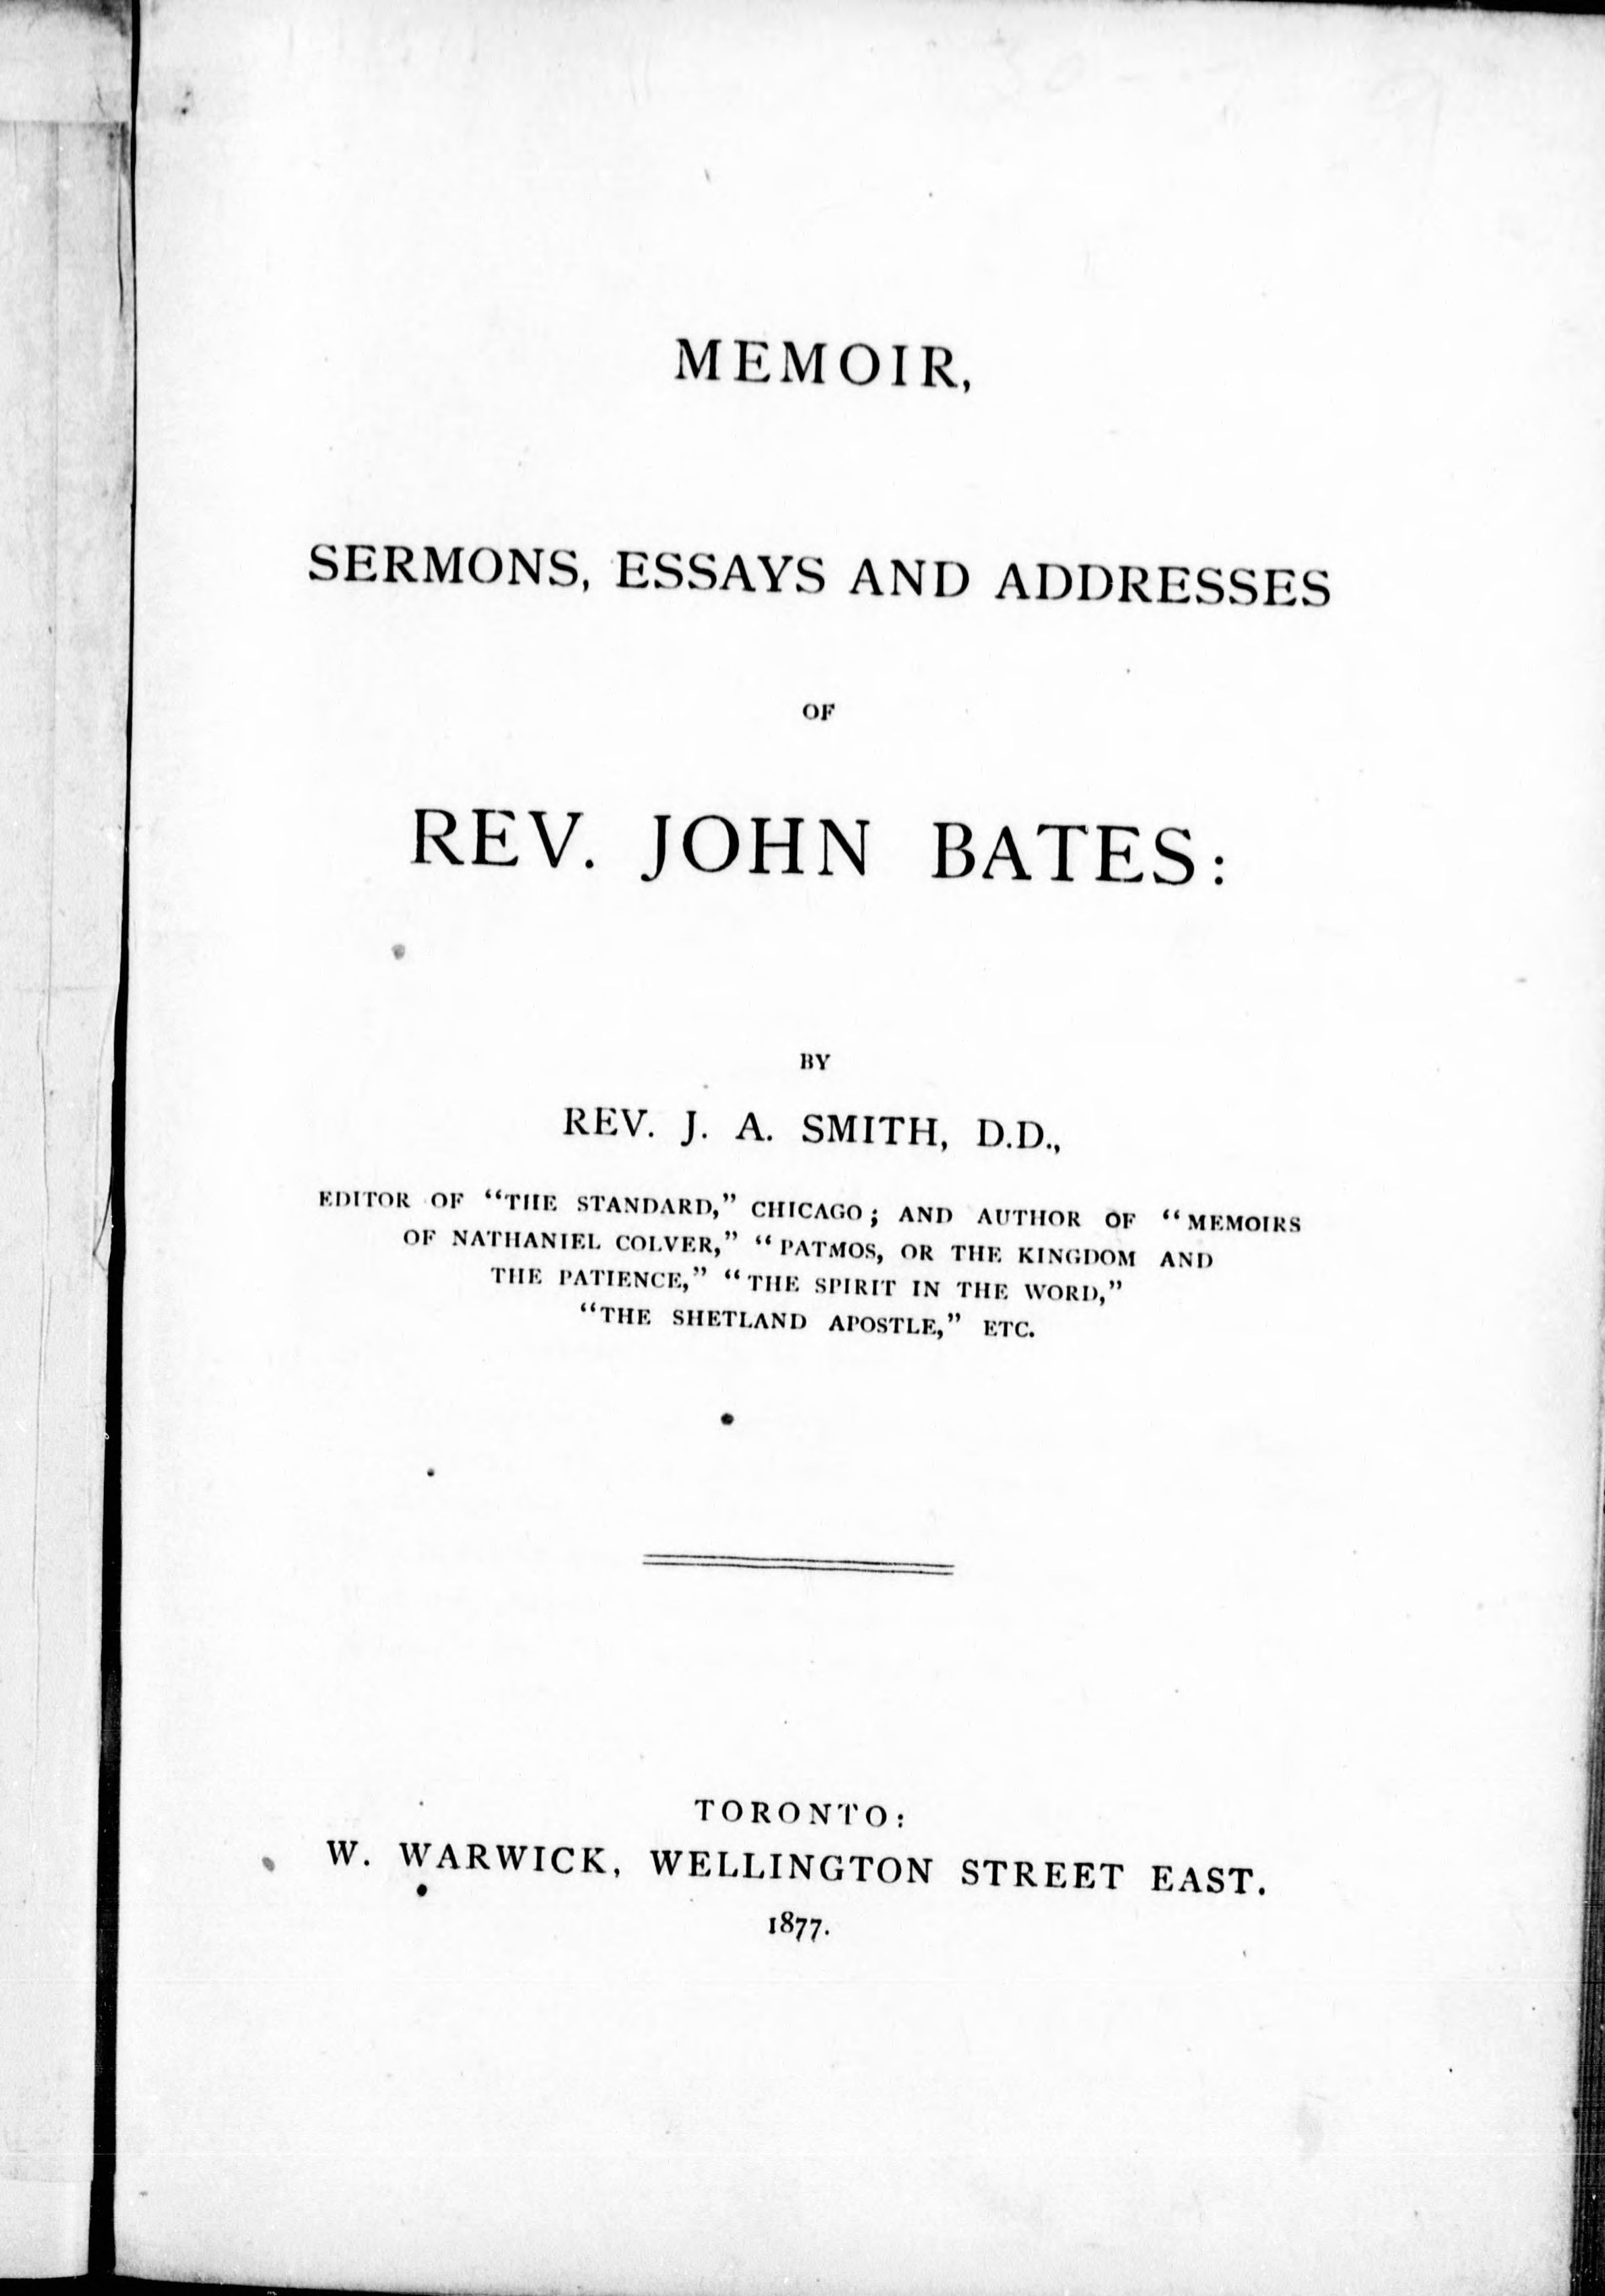 MEMOIR,
SERMONS, ESSAYS AND ADDRESSES
OF
REV. JOHN BATES:
BY
REV. J. A. SMITH, D.D.,
EDITOR OF “THE STANDARD,” CHICAGO; AND AUTHOR OF “MEMOIRS
OF NATHANIEL COLVER,” “PATMOS, OR THE KINGDOM AND
THE PATIENCE,” “THE SPIRIT IN THE WORD,”
“THE SHETLAND APOSTLE,” ETC.
TORONTO:
W. WARWICK, WELLINGTON STREET EAST.
1877.